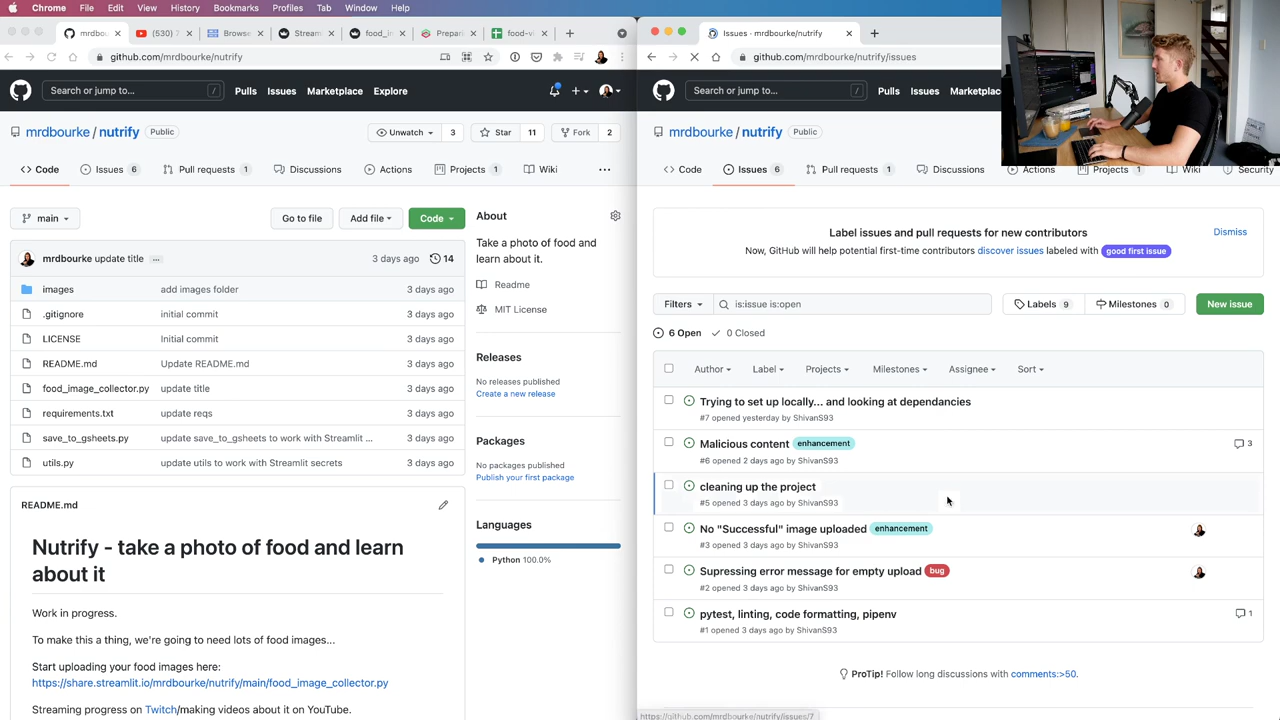 Chrome File Edit View History Bookmarks Profiles Tab Window Help
mrdbo
(530)
Browse
Stream
food_in
Prepari
food-vi
Issues · mrdbourke/nutrify
github.com/mrdbourke/nutrify
github.com/mrdbourke/nutrify/issues
Search or jump to... / Pulls Issues Marketplace Explore
Search or jump to... / Pulls Issues Marketplac
mrdbourke / nutrify Public Unwatch 3 Star 11 Fork 2
mrdbourke / nutrify Public
Code Issues 6 Pull requests 1 Discussions Actions Projects 1 Wiki ...
Code Issues 6 Pull requests 1 Discussions Actions Projects 1 Wiki Security
main Go to file Add file Code
mrdbourke update title ... 3 days ago 14
images add images folder 3 days ago
.gitignore initial commit 3 days ago
LICENSE Initial commit 3 days ago
README.md Update README.md 3 days ago
food_image_collector.py update title 3 days ago
requirements.txt update reqs 3 days ago
save_to_gsheets.py update save_to_gsheets to work with Streamlit ... 3 days ago
utils.py update utils to work with Streamlit secrets 3 days ago
README.md
Nutrify - take a photo of food and learn
about it
Work in progress.
To make this a thing, we're going to need lots of food images...
Start uploading your food images here:
https://share.streamlit.io/mrdbourke/nutrify/main/food_image_collector.py
Streaming progress on Twitch/making videos about it on YouTube.
About
Take a photo of food and
learn about it.
Readme
MIT License
Releases
No releases published
Create a new release
Packages
No packages published
Publish your first package
Languages
Python 100.0%
Label issues and pull requests for new contributors
Dismiss
Now, GitHub will help potential first-time contributors discover issues labeled with good first issue
Filters is:issue is:open Labels 9 Milestones 0 New issue
6 Open 0 Closed
Author Label Projects Milestones Assignee Sort
Trying to set up locally... and looking at dependancies
#7 opened yesterday by ShivanS93
Malicious content enhancement 3
#6 opened 2 days ago by ShivanS93
cleaning up the project
#5 opened 3 days ago by ShivanS93
No "Successful" image uploaded enhancement
#3 opened 3 days ago by ShivanS93
Supressing error message for empty upload bug
#2 opened 3 days ago by ShivanS93
pytest, linting, code formatting, pipenv 1
#1 opened 3 days ago by ShivanS93
ProTip! Follow long discussions with comments:>50.
https://github.com/mrdbourke/nutrify/issues/7